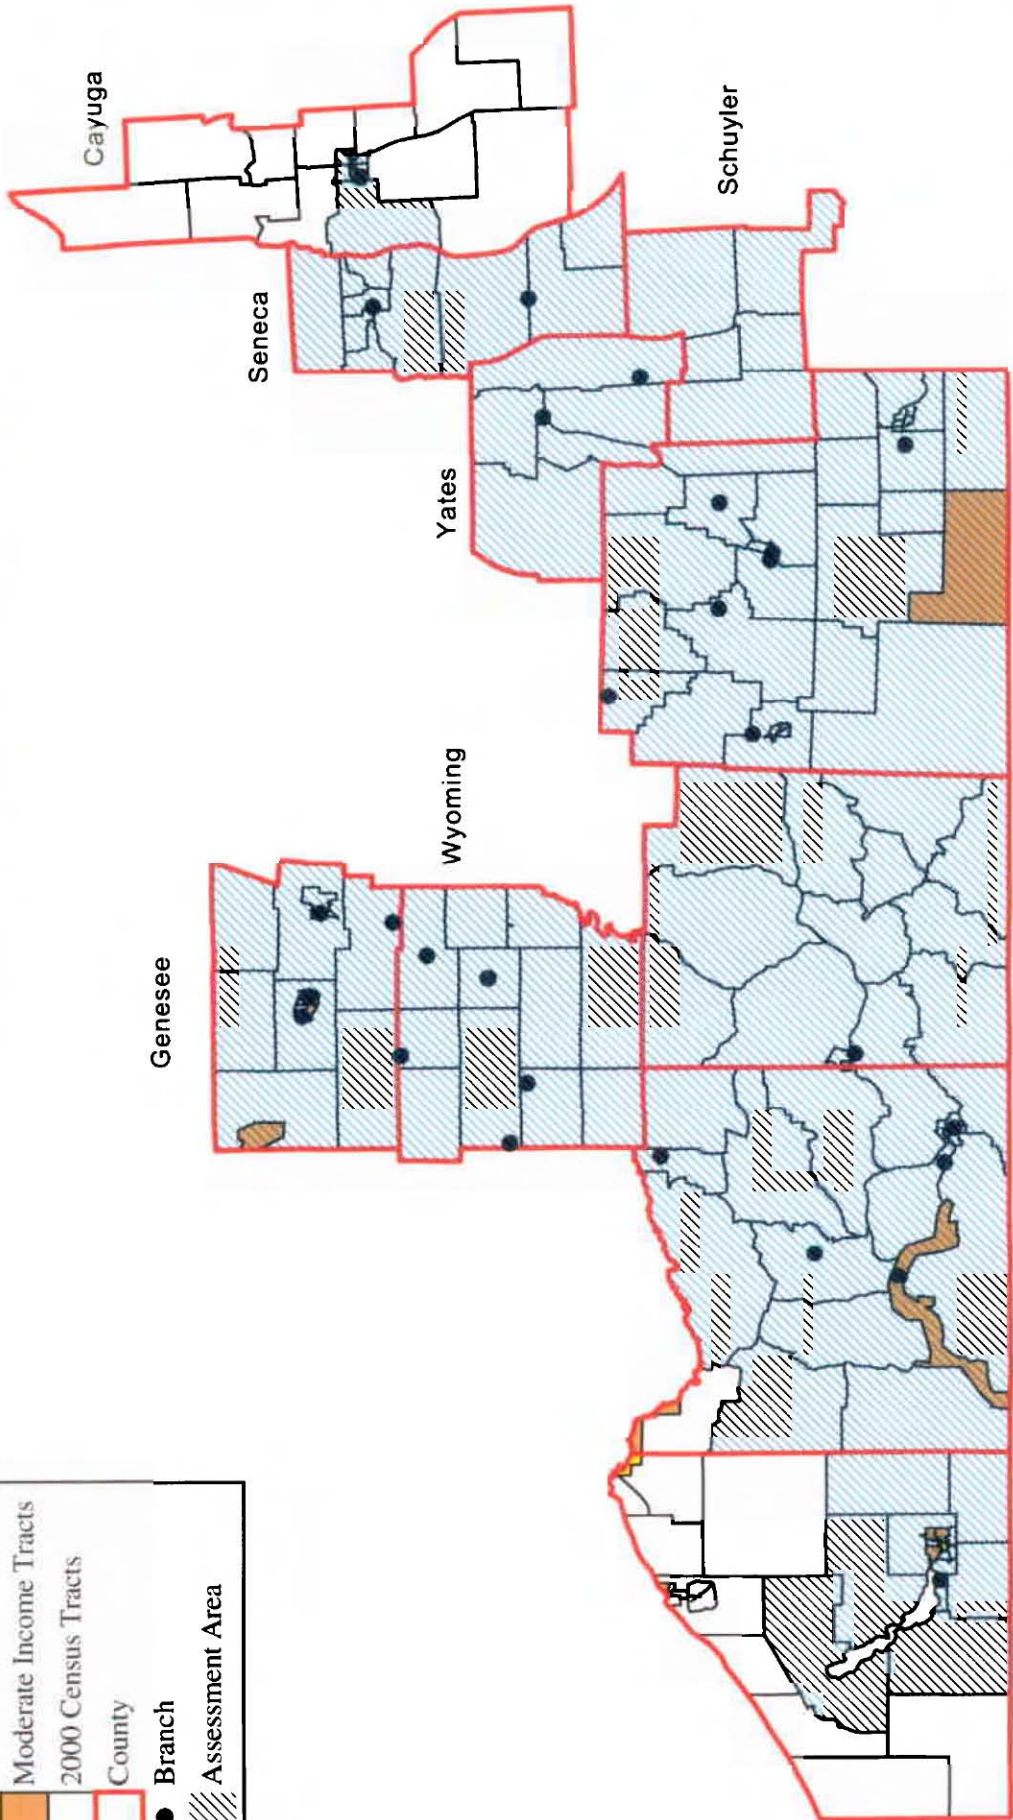 Cayuga
Seneca
Schuyler
Yates
Wyoming
Genesee
Moderate Income Tracts
2000 Census Tracts
County
Branch
Assessment Area